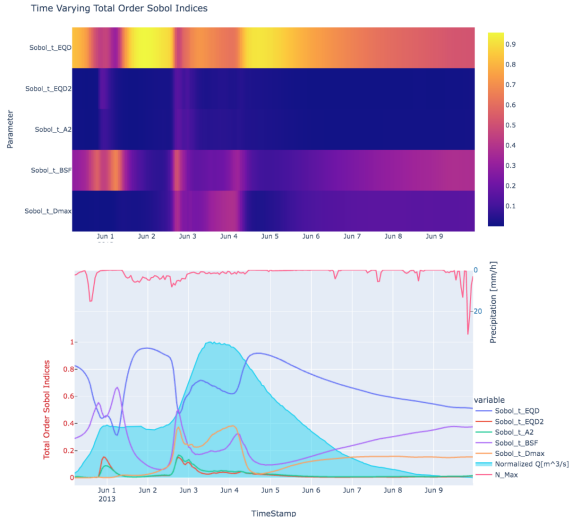 Time Varying Total Order Sobol Indices
Parameter
Sobol_t_EQD
Sobol_t_EQD2
Sobol_t_A2
Sobol_t_BSF
Sobol_t_Dmax
0.9
0.8
0.7
0.6
0.5
0.4
0.3
0.2
0.1
Jun 1 Jun 2 Jun 3 Jun 4 Jun 5 Jun 6 Jun 7 Jun 8 Jun 9
0
−20
Precipitation [mm/h]
1
0.8
0.6
0.4
0.2
0
Total Order Sobol Indices
variable
Sobol_t_EQD
Sobol_t_EQD2
Sobol_t_A2
Sobol_t_BSF
Sobol_t_Dmax
Normalized Q[m^3/s]
N_Max
Jun 1 Jun 2 Jun 3 Jun 4 Jun 5 Jun 6 Jun 7 Jun 8 Jun 9
2013
TimeStamp